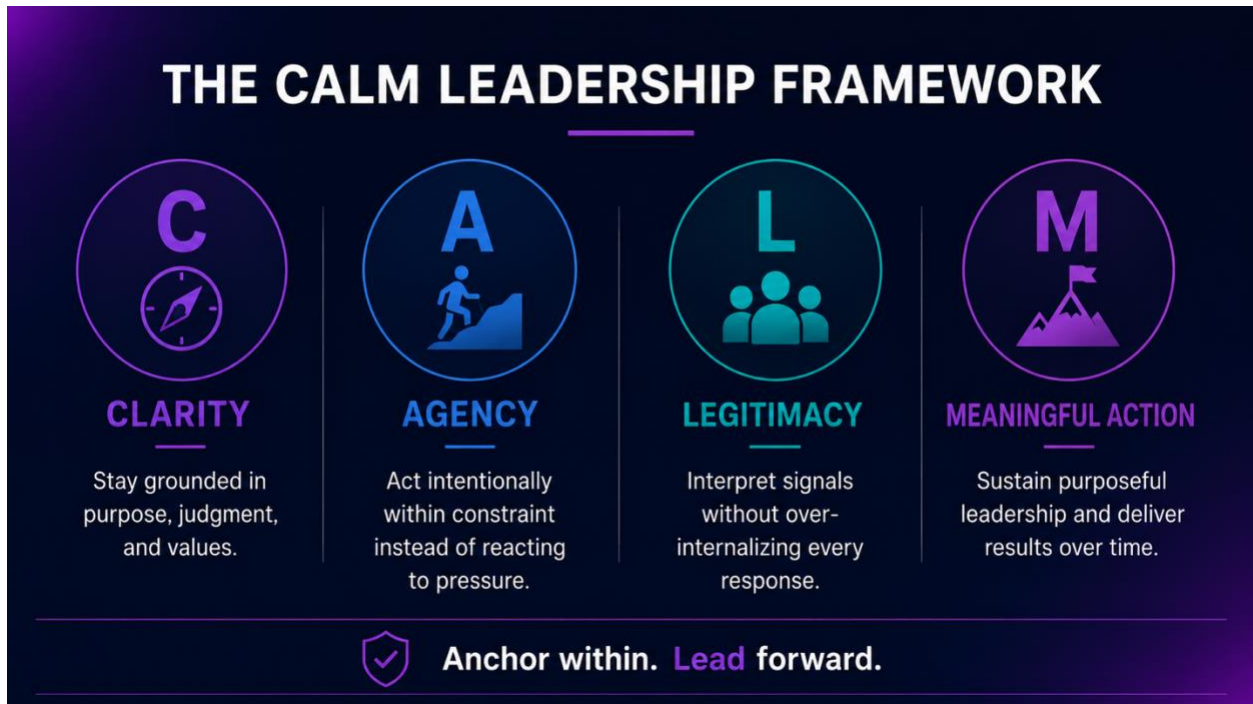 THE CALM LEADERSHIP FRAMEWORK
C
CLARITY
Stay grounded in
purpose, judgment,
and values.
A
AGENCY
Act intentionally
within constraint
instead of reacting
to pressure.
L
LEGITIMACY
Interpret signals
without over-
internalizing every
response.
M
MEANINGFUL ACTION
Sustain purposeful
leadership and deliver
results over time.
Anchor within. Lead forward.